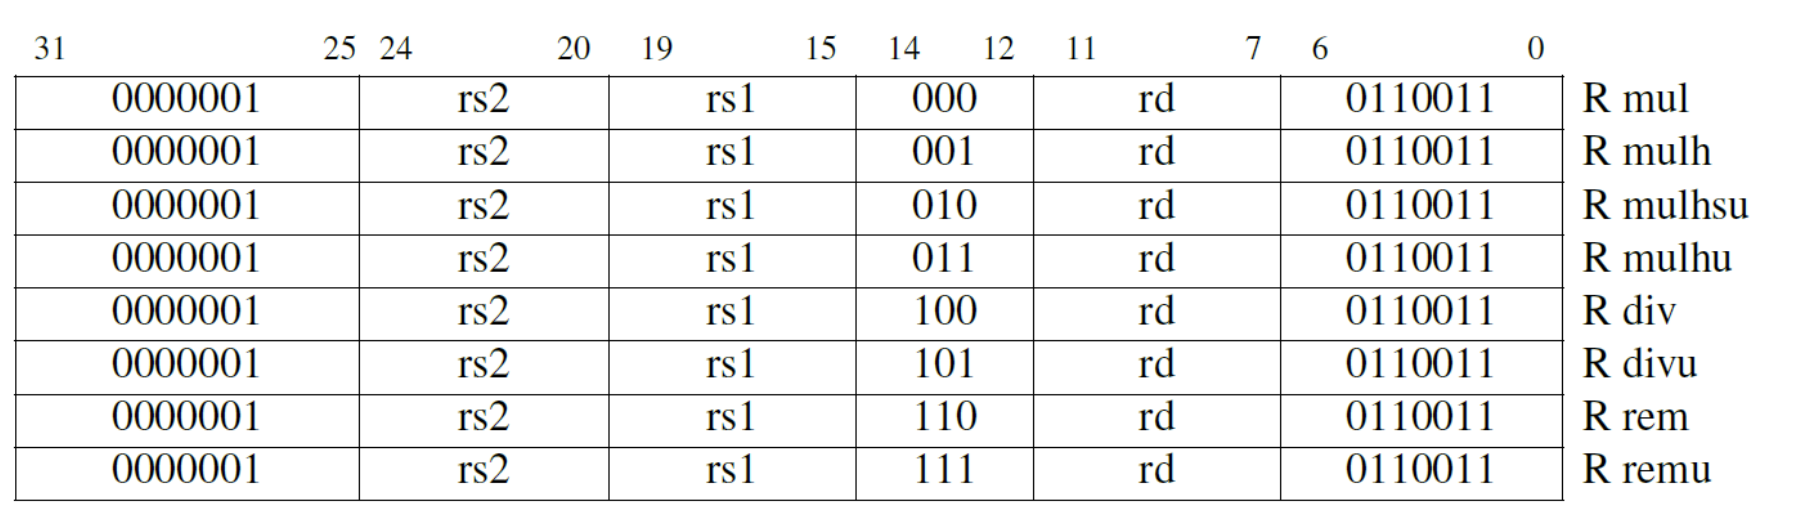 31 25 24 20 19 15 14 12 11 7 6 0
0000001 rs2 rs1 000 rd 0110011 R mul
0000001 rs2 rs1 001 rd 0110011 R mulh
0000001 rs2 rs1 010 rd 0110011 R mulhsu
0000001 rs2 rs1 011 rd 0110011 R mulhu
0000001 rs2 rs1 100 rd 0110011 R div
0000001 rs2 rs1 101 rd 0110011 R divu
0000001 rs2 rs1 110 rd 0110011 R rem
0000001 rs2 rs1 111 rd 0110011 R remu